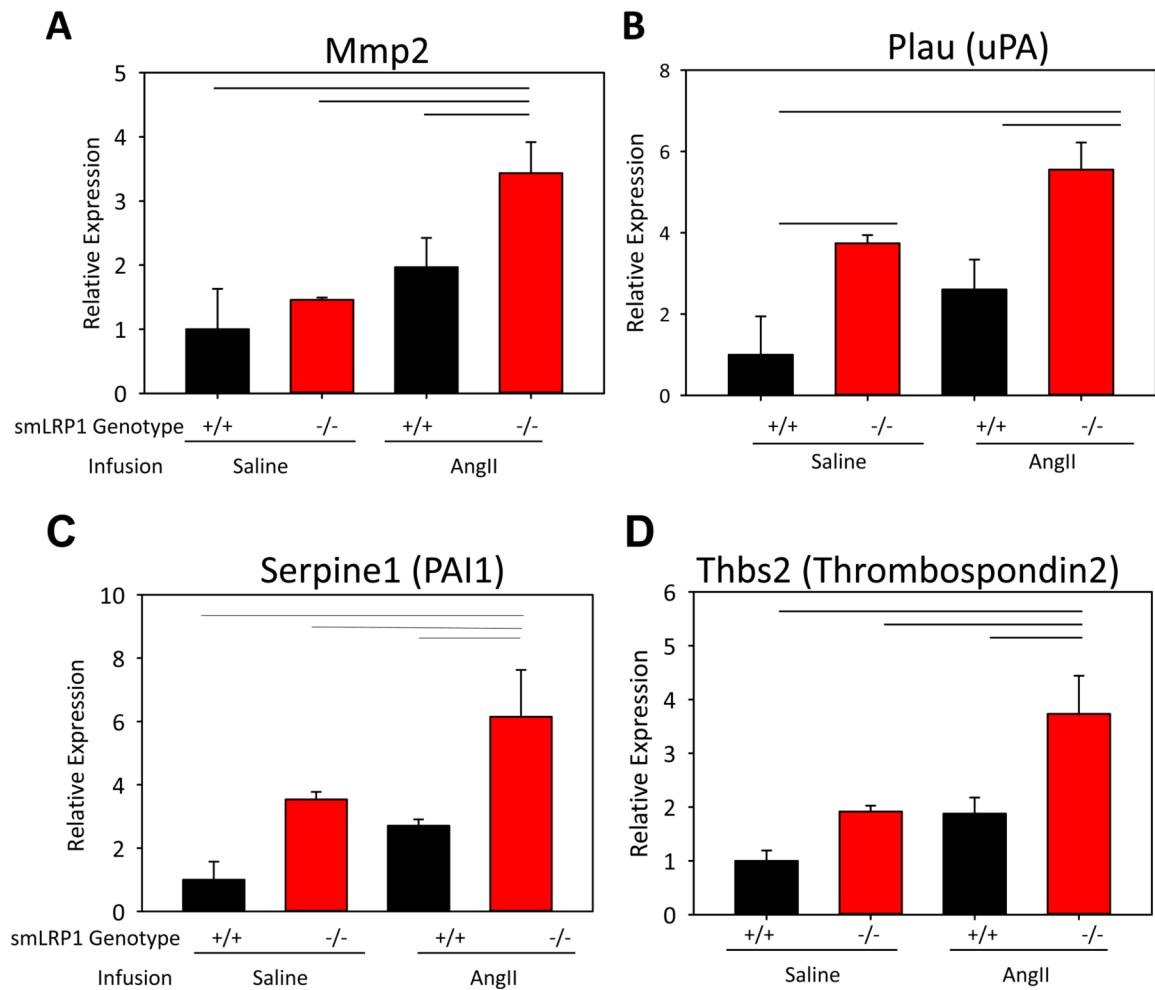 A
Mmp2
Relative Expression
5
4
3
2
1
0
smLRP1 Genotype +/+ -/- +/+ -/-
Infusion Saline AngII
B
Plau (uPA)
Relative Expression
8
6
4
2
0
+/+ -/- +/+ -/-
Saline AngII
C
Serpine1 (PAI1)
Relative Expression
10
8
6
4
2
0
smLRP1 Genotype +/+ -/- +/+ -/-
Infusion Saline AngII
D
Thbs2 (Thrombospondin2)
Relative Expression
6
5
4
3
2
1
0
+/+ -/- +/+ -/-
Saline AngII